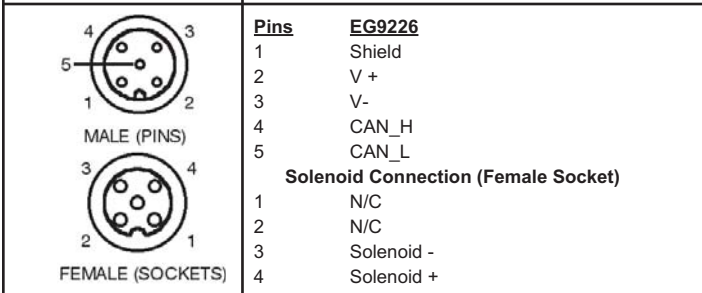 4 3
5
1 2
MALE (PINS)
3 4
2 1
FEMALE (SOCKETS)
Pins EG9226
1 Shield
2 V +
3 V-
4 CAN_H
5 CAN_L
Solenoid Connection (Female Socket)
1 N/C
2 N/C
3 Solenoid -
4 Solenoid +